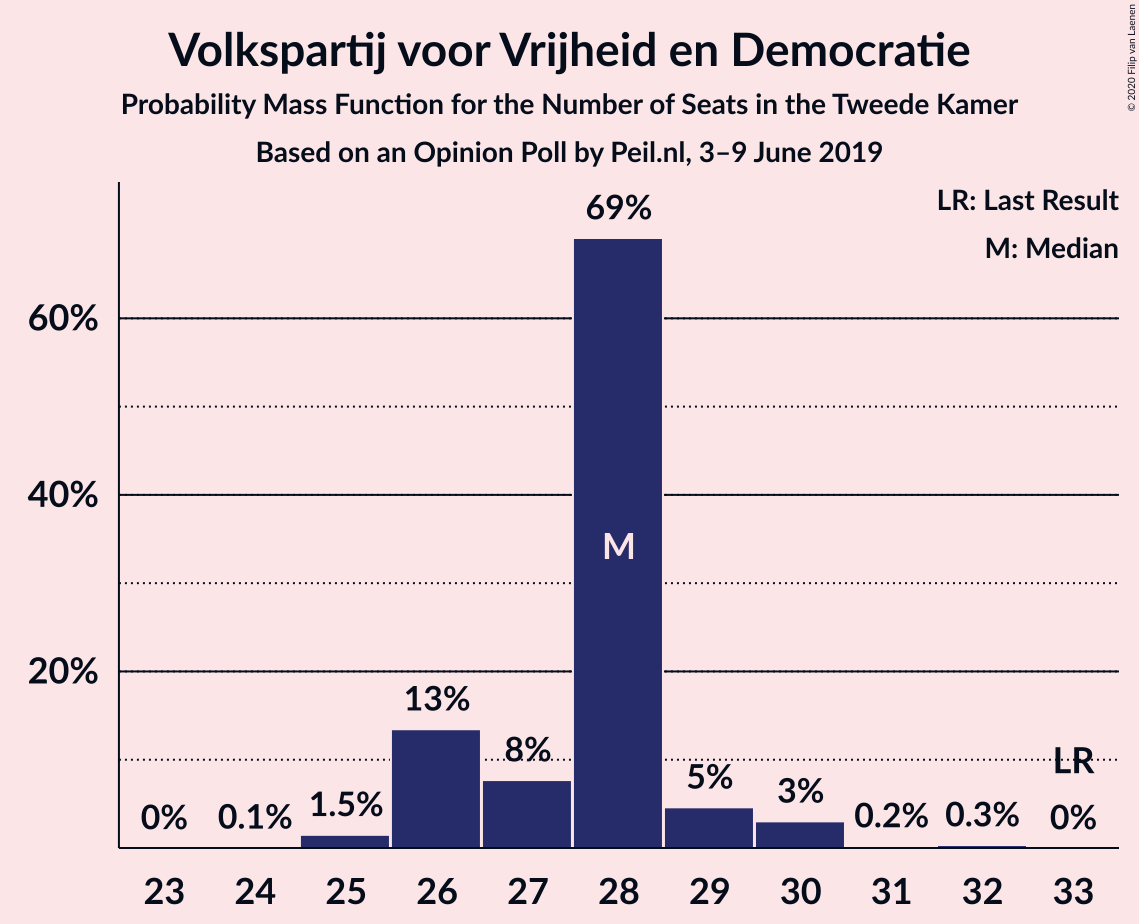 Volkspartij voor Vrijheid en Democratie
Probability Mass Function for the Number of Seats in the Tweede Kamer
Based on an Opinion Poll by Peil.nl, 3–9 June 2019
© 2020 Filip van Laenen
LR: Last Result
M: Median
60%
40%
20%
0%
0.1%
1.5%
13%
8%
69%
M
5%
3%
0.2%
0.3%
LR
0%
23 24 25 26 27 28 29 30 31 32 33